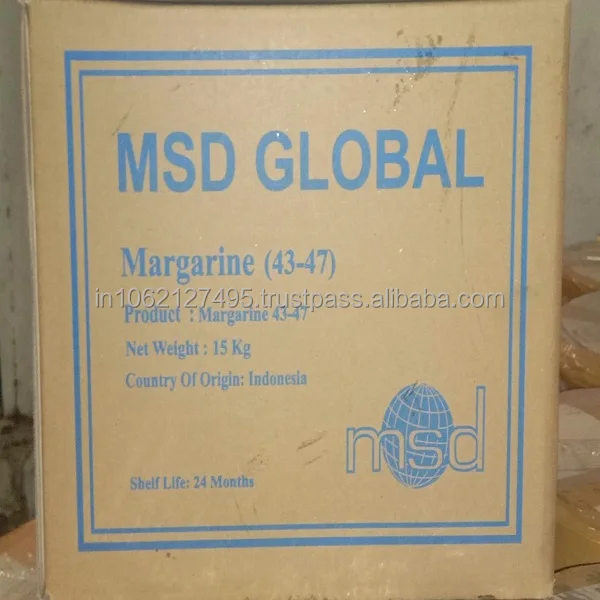 MSD GLOBAL
Margarine (43-47)
in1062127495.trustpass.alibaba.com
Product : Margarine 43-47
Net Weight : 15 Kg
Country Of Origin: Indonesia
msd
Shelf Life: 24 Months